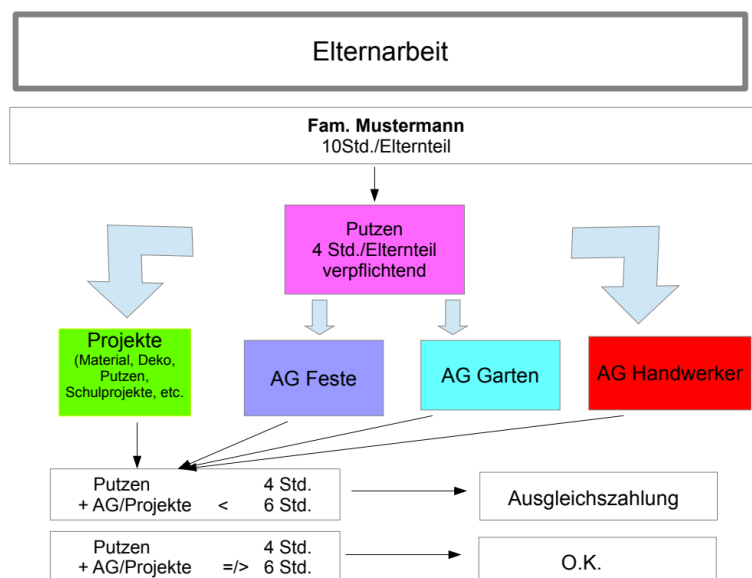 Elternarbeit
Fam. Mustermann
10Std./Elternteil
Putzen
4 Std./Elternteil
verpflichtend
Projekte
(Material, Deko,
Putzen,
Schulprojekte, etc.
AG Feste
AG Garten
AG Handwerker
Putzen 4 Std.
+ AG/Projekte < 6 Std.
Ausgleichszahlung
Putzen 4 Std.
+ AG/Projekte =/> 6 Std.
O.K.